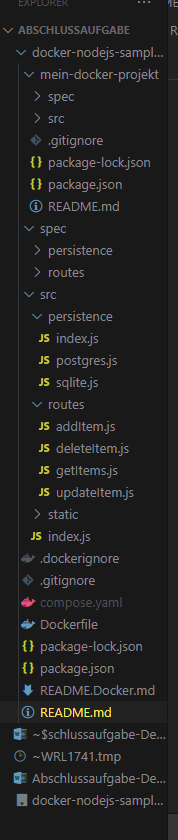 EXPLORER
ABSCHLUSSAUFGABE
docker-nodejs-sampl...
mein-docker-projekt
spec
src
.gitignore
package-lock.json
package.json
README.md
spec
persistence
routes
src
persistence
index.js
postgres.js
sqlite.js
routes
addItem.js
deleteItem.js
getItems.js
updateItem.js
static
index.js
.dockerignore
.gitignore
compose.yaml
Dockerfile
package-lock.json
package.json
README.Docker.md
README.md
~$schlussaufgabe-De...
~WRL1741.tmp
Abschlussaufgabe-De...
docker-nodejs-sampl...